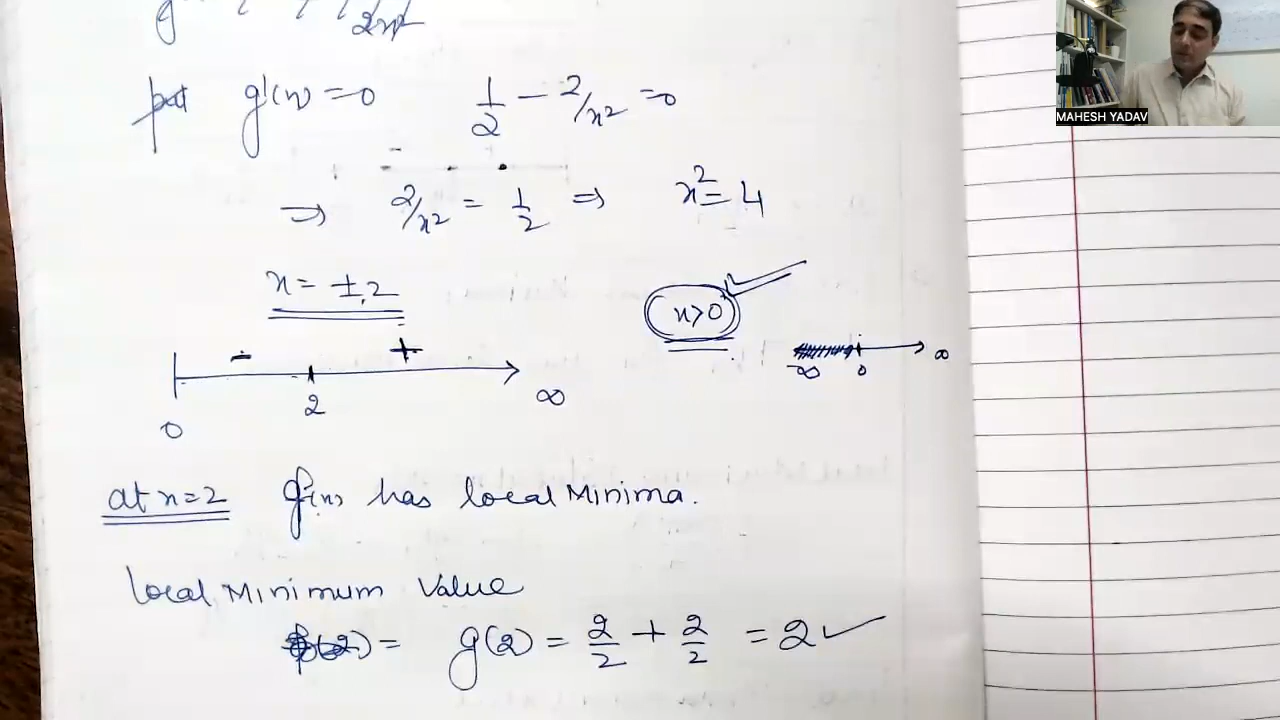 MAHESH YADAV
put g'(x) = 0 1/2 - 2/x² = 0
⇒ 2/x² = 1/2 ⇒ x² = 4
x = ±2 x>0
- +
-∞ 0 ∞
0 2 ∞
at x=2 g(x) has local Minima.
local Minimum Value
= g(2) = 2/2 + 2/2 = 2 ✓